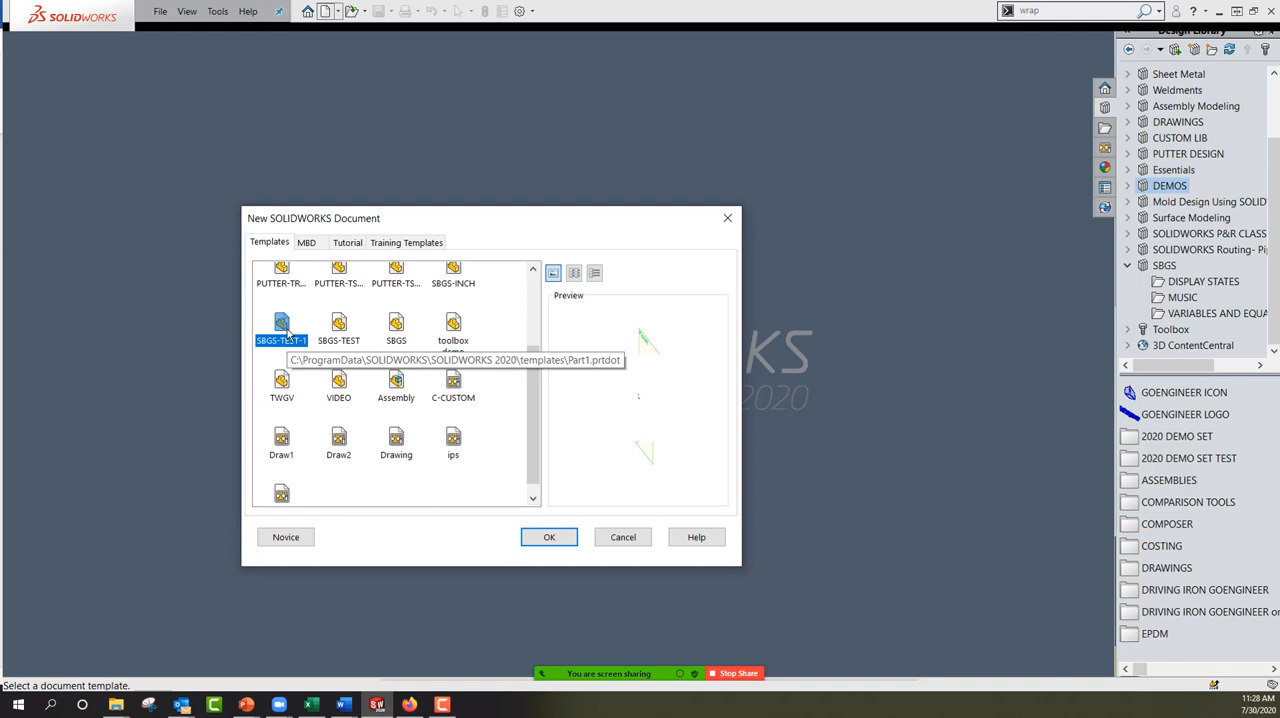 SOLIDWORKS
File View Tools Help
wrap
Design Library
Sheet Metal
Weldments
Assembly Modeling
DRAWINGS
CUSTOM LIB
PUTTER DESIGN
Essentials
DEMOS
Mold Design Using SOLID
Surface Modeling
SOLIDWORKS P&R CLASS
SOLIDWORKS Routing- Pi
SBGS
DISPLAY STATES
MUSIC
VARIABLES AND EQUA
Toolbox
3D ContentCentral
GOENGINEER ICON
GOENGINEER LOGO
2020 DEMO SET
2020 DEMO SET TEST
ASSEMBLIES
COMPARISON TOOLS
COMPOSER
COSTING
DRAWINGS
DRIVING IRON GOENGINEER
DRIVING IRON GOENGINEER or
EPDM
New SOLIDWORKS Document
Templates MBD Tutorial Training Templates
PUTTER-TR... PUTTER-TS... PUTTER-TS... SBGS-INCH
SBGS-TEST-1 SBGS-TEST SBGS toolbox
C:\ProgramData\SOLIDWORKS\SOLIDWORKS 2020\templates\Part1.prtdot
TWGV VIDEO Assembly C-CUSTOM
Draw1 Draw2 Drawing ips
Preview
Novice OK Cancel Help
KS
2020
You are screen sharing Stop Share
Select a document template.
11:28 AM
7/30/2020